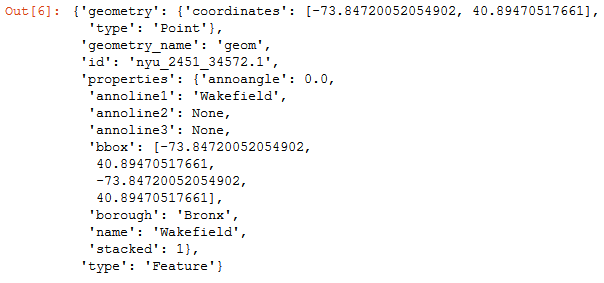 Out[6]: {'geometry': {'coordinates': [-73.84720052054902, 40.89470517661],
'type': 'Point'},
'geometry_name': 'geom',
'id': 'nyu_2451_34572.1',
'properties': {'annoangle': 0.0,
'annoline1': 'Wakefield',
'annoline2': None,
'annoline3': None,
'bbox': [-73.84720052054902,
40.89470517661,
-73.84720052054902,
40.89470517661],
'borough': 'Bronx',
'name': 'Wakefield',
'stacked': 1},
'type': 'Feature'}